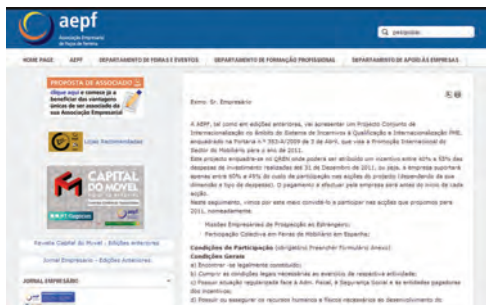 aepf
Associação Empresarial
de Paços de Ferreira
pesquisar
HOME PAGE AEPF DEPARTAMENTO DE FEIRAS E EVENTOS DEPARTAMENTO DE FORMAÇÃO PROFISSIONAL DEPARTAMENTO DE APOIO ÀS EMPRESAS
PROPOSTA DE ASSOCIADO
clique aqui e comece já a
beneficiar das vantagens
únicas de ser associado da
sua Associação Empresarial
Lojas Recomendadas
CAPITAL
DO MÓVEL
aepf
Revista Capital do Móvel - Edições Anteriores
Jornal Empresário - Edições Anteriores
JORNAL EMPRESÁRIO
Exmo. Sr. Empresário
A AEPF, tal como em edições anteriores, vai apresentar um Projecto Conjunto de
Internacionalização no âmbito do Sistema de Incentivos à Qualificação e Internacionalização PME,
enquadrado na Portaria n.º 353-A/2009 de 3 de Abril, que visa a Promoção Internacional do
Sector do Mobiliário para o ano de 2011.
Este projecto enquadra-se no QREN onde poderá ser atribuído um incentivo entre 40% a 55% das
despesas de investimento realizadas até 31 de Dezembro de 2011, ou seja, a empresa suportará
apenas entre 60% a 45% do custo de participação nas acções do projecto (dependendo da sua
dimensão e tipo de despesas). O pagamento a efectuar pela empresa será antes do início de cada
acção.
Neste seguimento, vimos por este meio convidá-lo a participar nas acções que propomos para
2011, nomeadamente:
Missões Empresariais de Prospecção ao Estrangeiro;
Participação Colectiva em Feiras de Mobiliário em Espanha;
Condições de Participação (obrigatório Preencher Formulário Anexo)
Condições Gerais
a) Encontrar-se legalmente constituído;
b) Cumprir as condições legais necessárias ao exercício da respectiva actividade;
c) Possuir situação regularizada face à Adm. Fiscal, à Segurança Social e às entidades pagadoras
dos incentivos;
d) Possuir ou assegurar os recursos humanos e físicos necessários ao desenvolvimento do